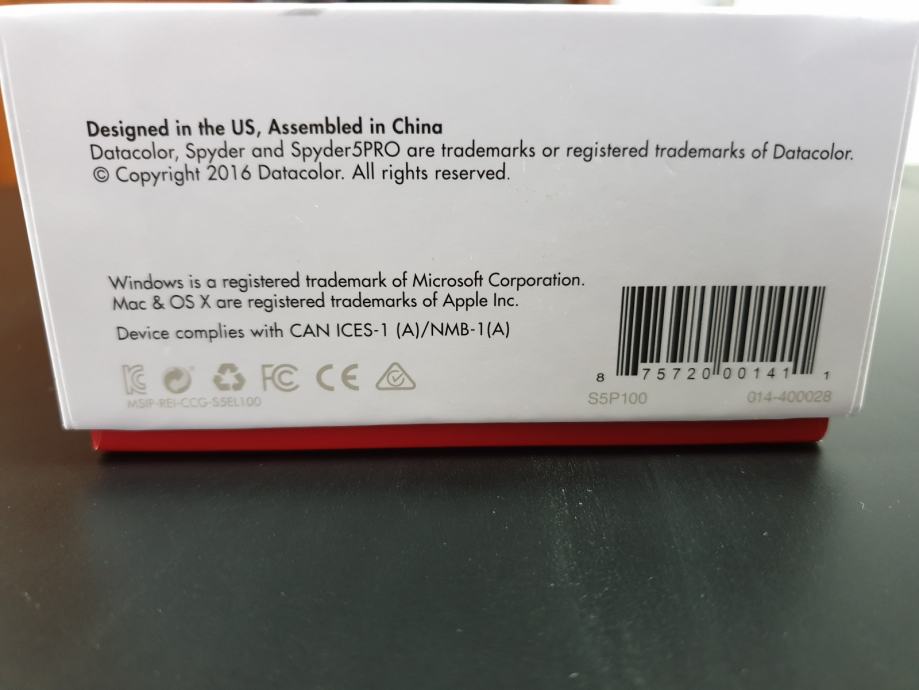 Designed in the US, Assembled in China
Datacolor, Spyder and Spyder5PRO are trademarks or registered trademarks of Datacolor.
© Copyright 2016 Datacolor. All rights reserved.
Windows is a registered trademark of Microsoft Corporation.
Mac & OS X are registered trademarks of Apple Inc.
Device complies with CAN ICES-1 (A)/NMB-1(A)
FC CE
MSIP-REI-CCG-S5EL100
8 75720 00141 1
S5P100 014-400028